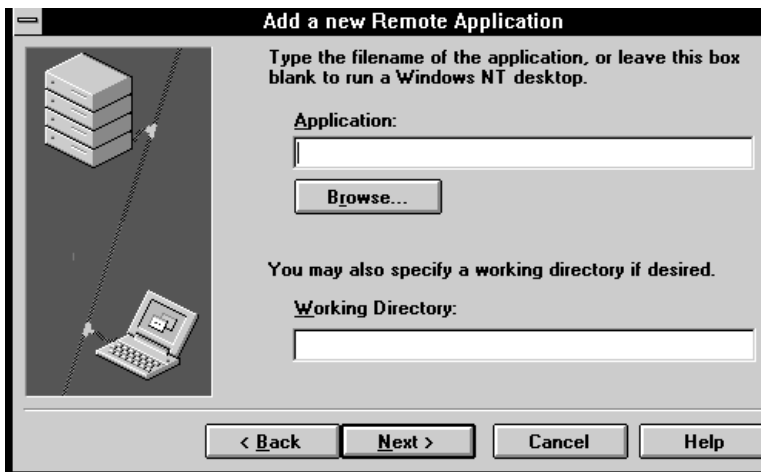 Add a new Remote Application
Type the filename of the application, or leave this box
blank to run a Windows NT desktop.
Application:
Browse...
You may also specify a working directory if desired.
Working Directory:
< Back
Next >
Cancel
Help